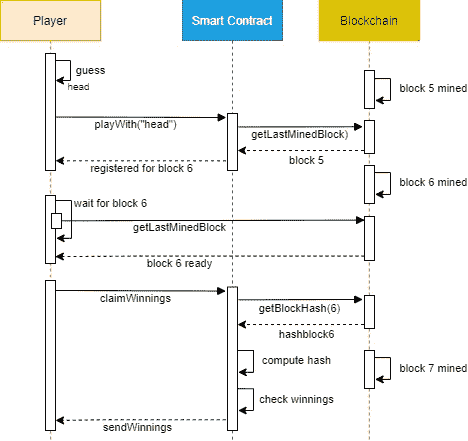 Player
Smart Contract
Blockchain
guess
head
block 5 mined
playWith("head")
getLastMinedBlock)
block 5
registered for block 6
block 6 mined
wait for block 6
getLastMinedBlock
block 6 ready
claimWinnings
getBlockHash(6)
hashblock6
compute hash
block 7 mined
check winnings
sendWinnings